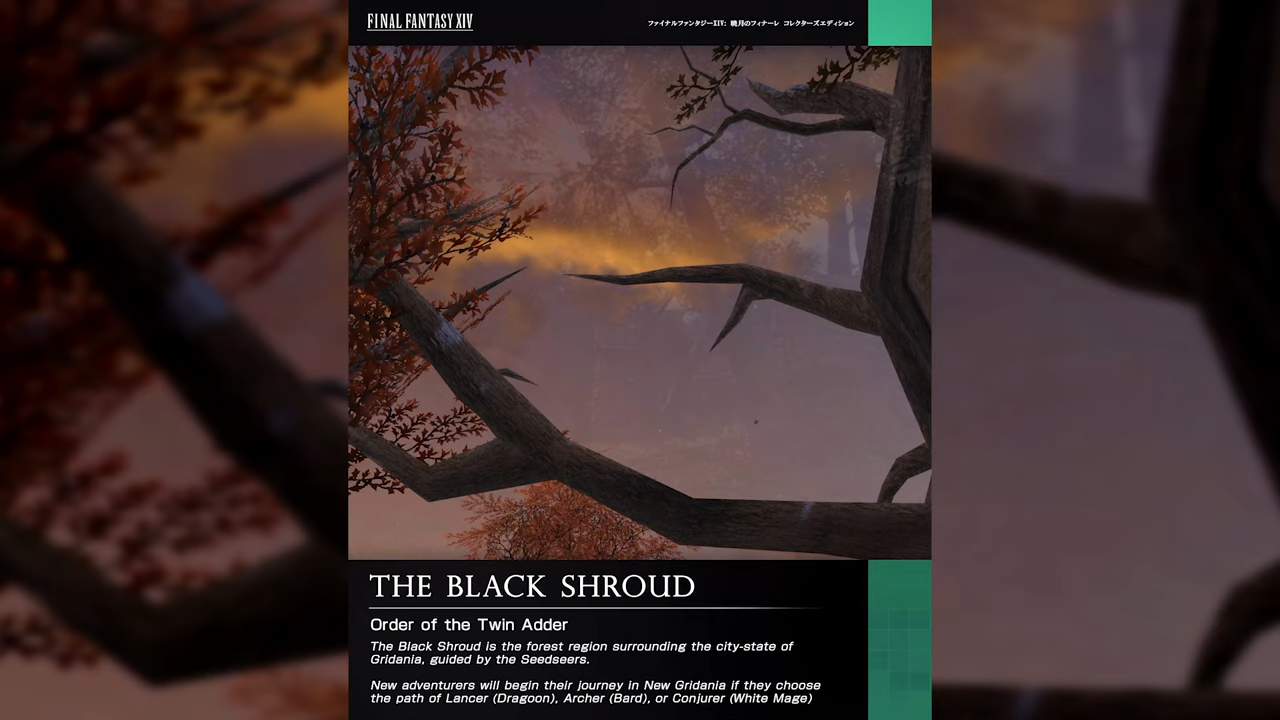 FINAL FANTASY XIV
ファイナルファンタジーXIV: 暁月のフィナーレ コレクターズエディション
THE BLACK SHROUD
Order of the Twin Adder
The Black Shroud is the forest region surrounding the city-state of
Gridania, guided by the Seedseers.
New adventurers will begin their journey in New Gridania if they choose
the path of Lancer (Dragoon), Archer (Bard), or Conjurer (White Mage)